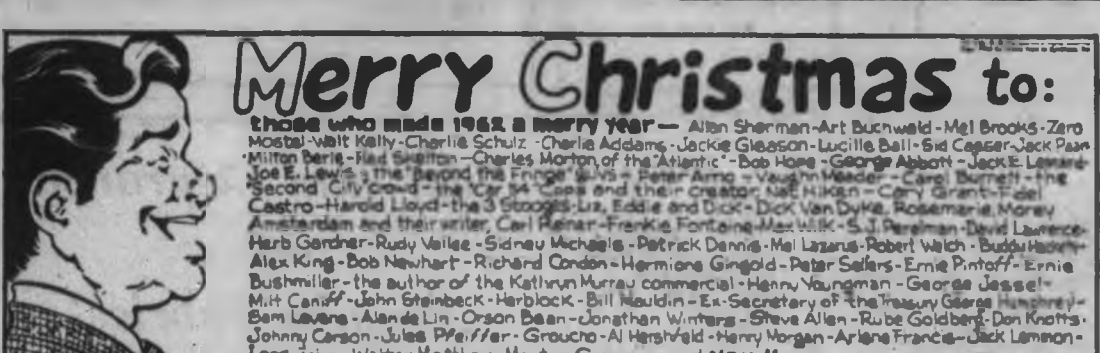 Merry Christmas to:
those who made 1962 a merry year— Allan Sherman-Art Buchwald-Mel Brooks-Zero
Mostel-Walt Kelly-Charlie Schulz-Charlie Addams-Jackie Gleason-Lucille Ball-Sid Caesar-Jack Paar
-Milton Berle-Red Skelton-Charles Morton of the "Atlantic"-Bob Hope-George Abbott-Jack E. Leonard-
Joe E. Lewis-the "Beyond the Fringe" guys-Peter Arno-Vaughn Meader-Carol Burnett-the
"Second City" crowd-the "Car 54" Cops and their creator, Nat Hiken-Cary Grant-Fidel
Castro-Harold Lloyd-the 3 Stooges-Liz, Eddie and Dick-Dick Van Dyke, Rosemarie, Morey
Amsterdam and their writer, Carl Reiner-Frankie Fontaine-Max Wilk-S.J. Perelman-David Lawrence-
Herb Gardner-Rudy Vallee-Sidney Michaels-Patrick Dennis-Mel Lazarus-Robert Welch-Buddy Hackett-
Alex King-Bob Newhart-Richard Condon-Hermione Gingold-Peter Sellers-Ernie Pintoff-Ernie
Bushmiller-the author of the Kathryn Murray commercial-Henny Youngman-George Jessel-
Milt Caniff-John Steinbeck-Herblock-Bill Mauldin-Ex-Secretary of the Treasury George Humphrey-
Sam Levene-Alan de Lin-Orson Bean-Jonathan Winters-Steve Allen-Rube Goldberg-Don Knotts-
Johnny Carson-Jules Pfeiffer-Groucho-Al Hershfeld-Henry Morgan-Arlene Francis-Jack Lemmon-